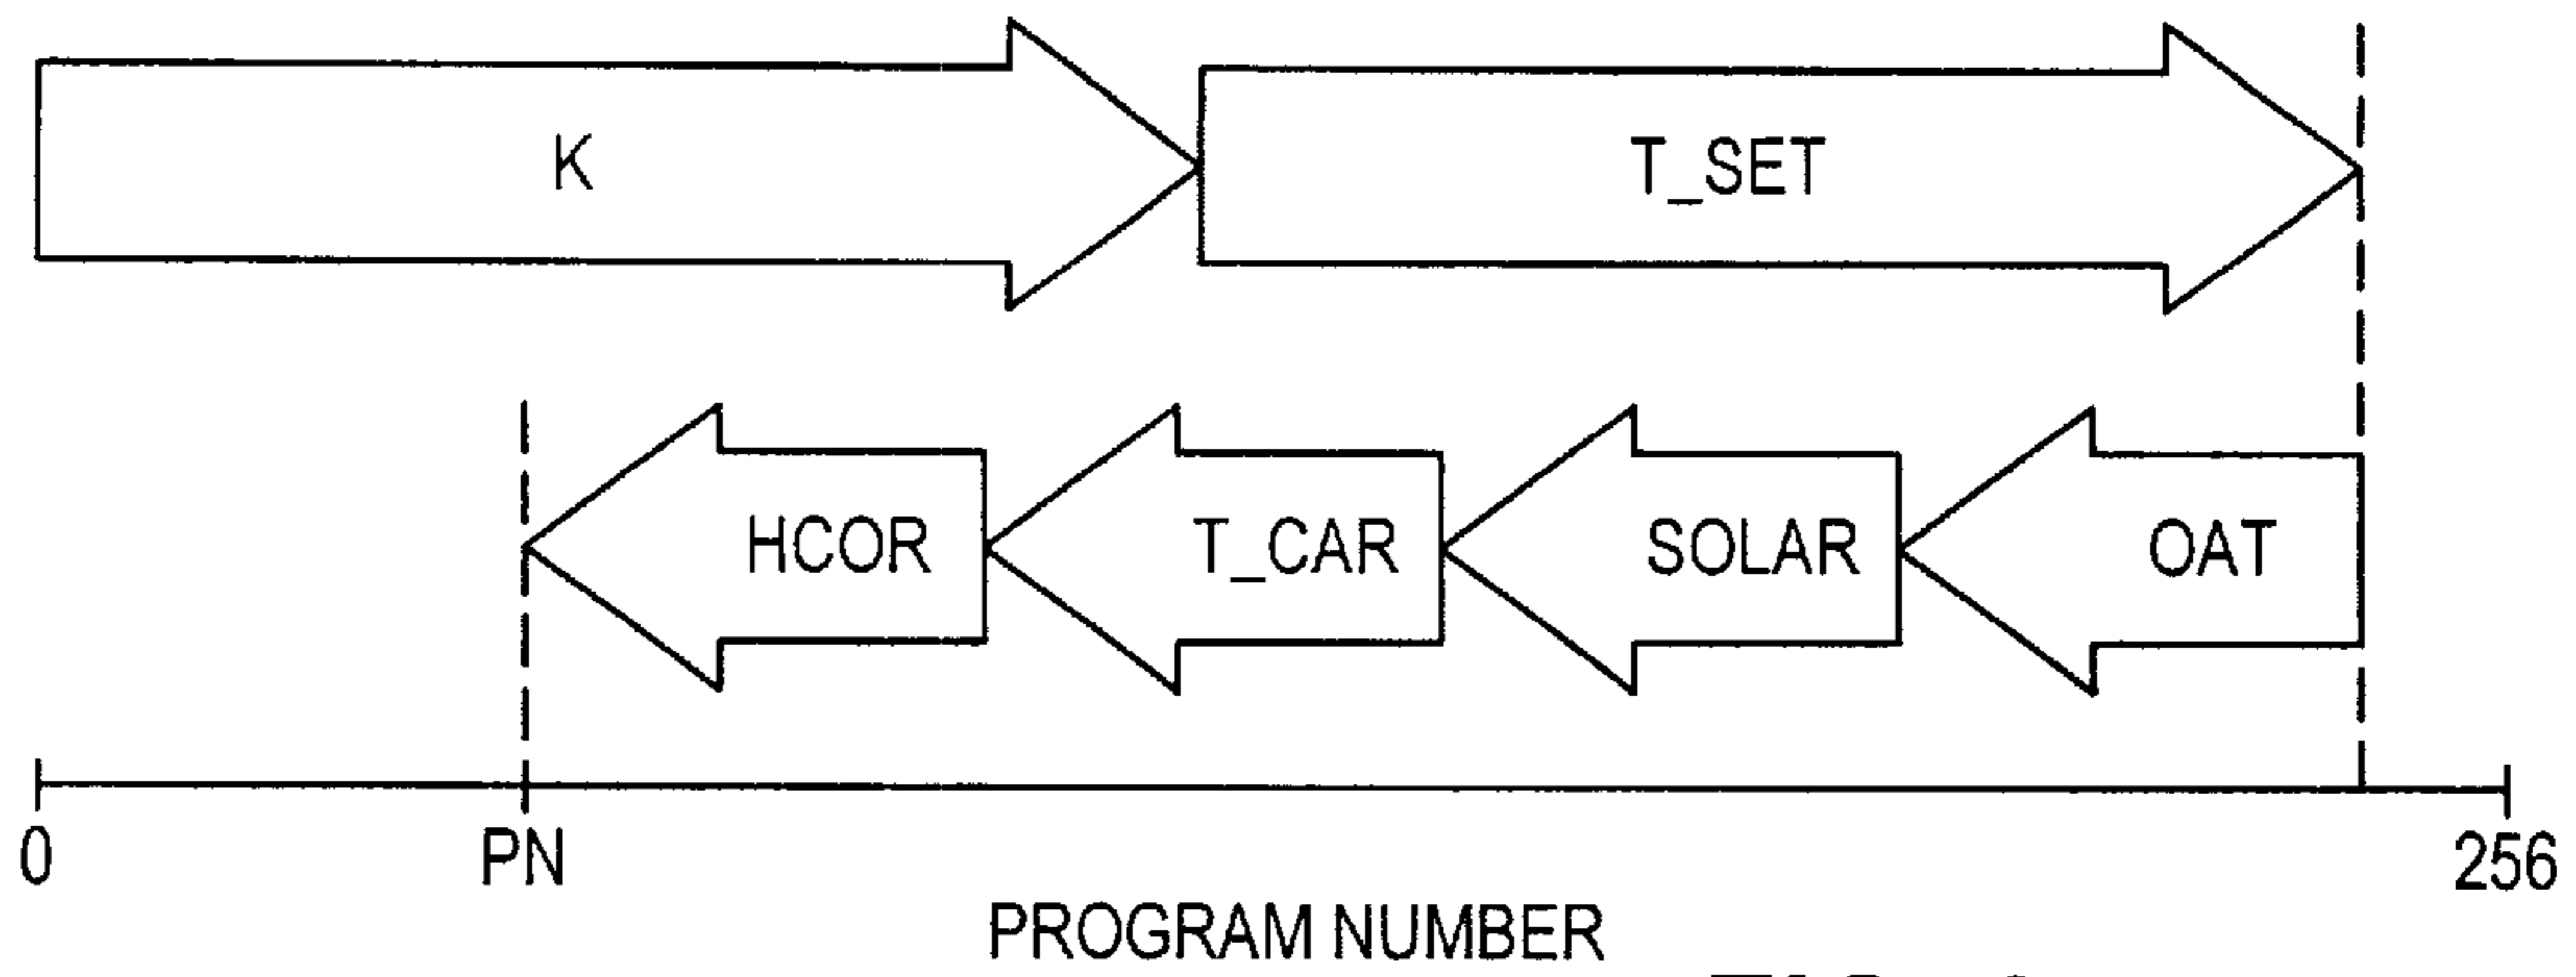 K
T_SET
HCOR
T_CAR
SOLAR
OAT
0
PN
256
PROGRAM NUMBER